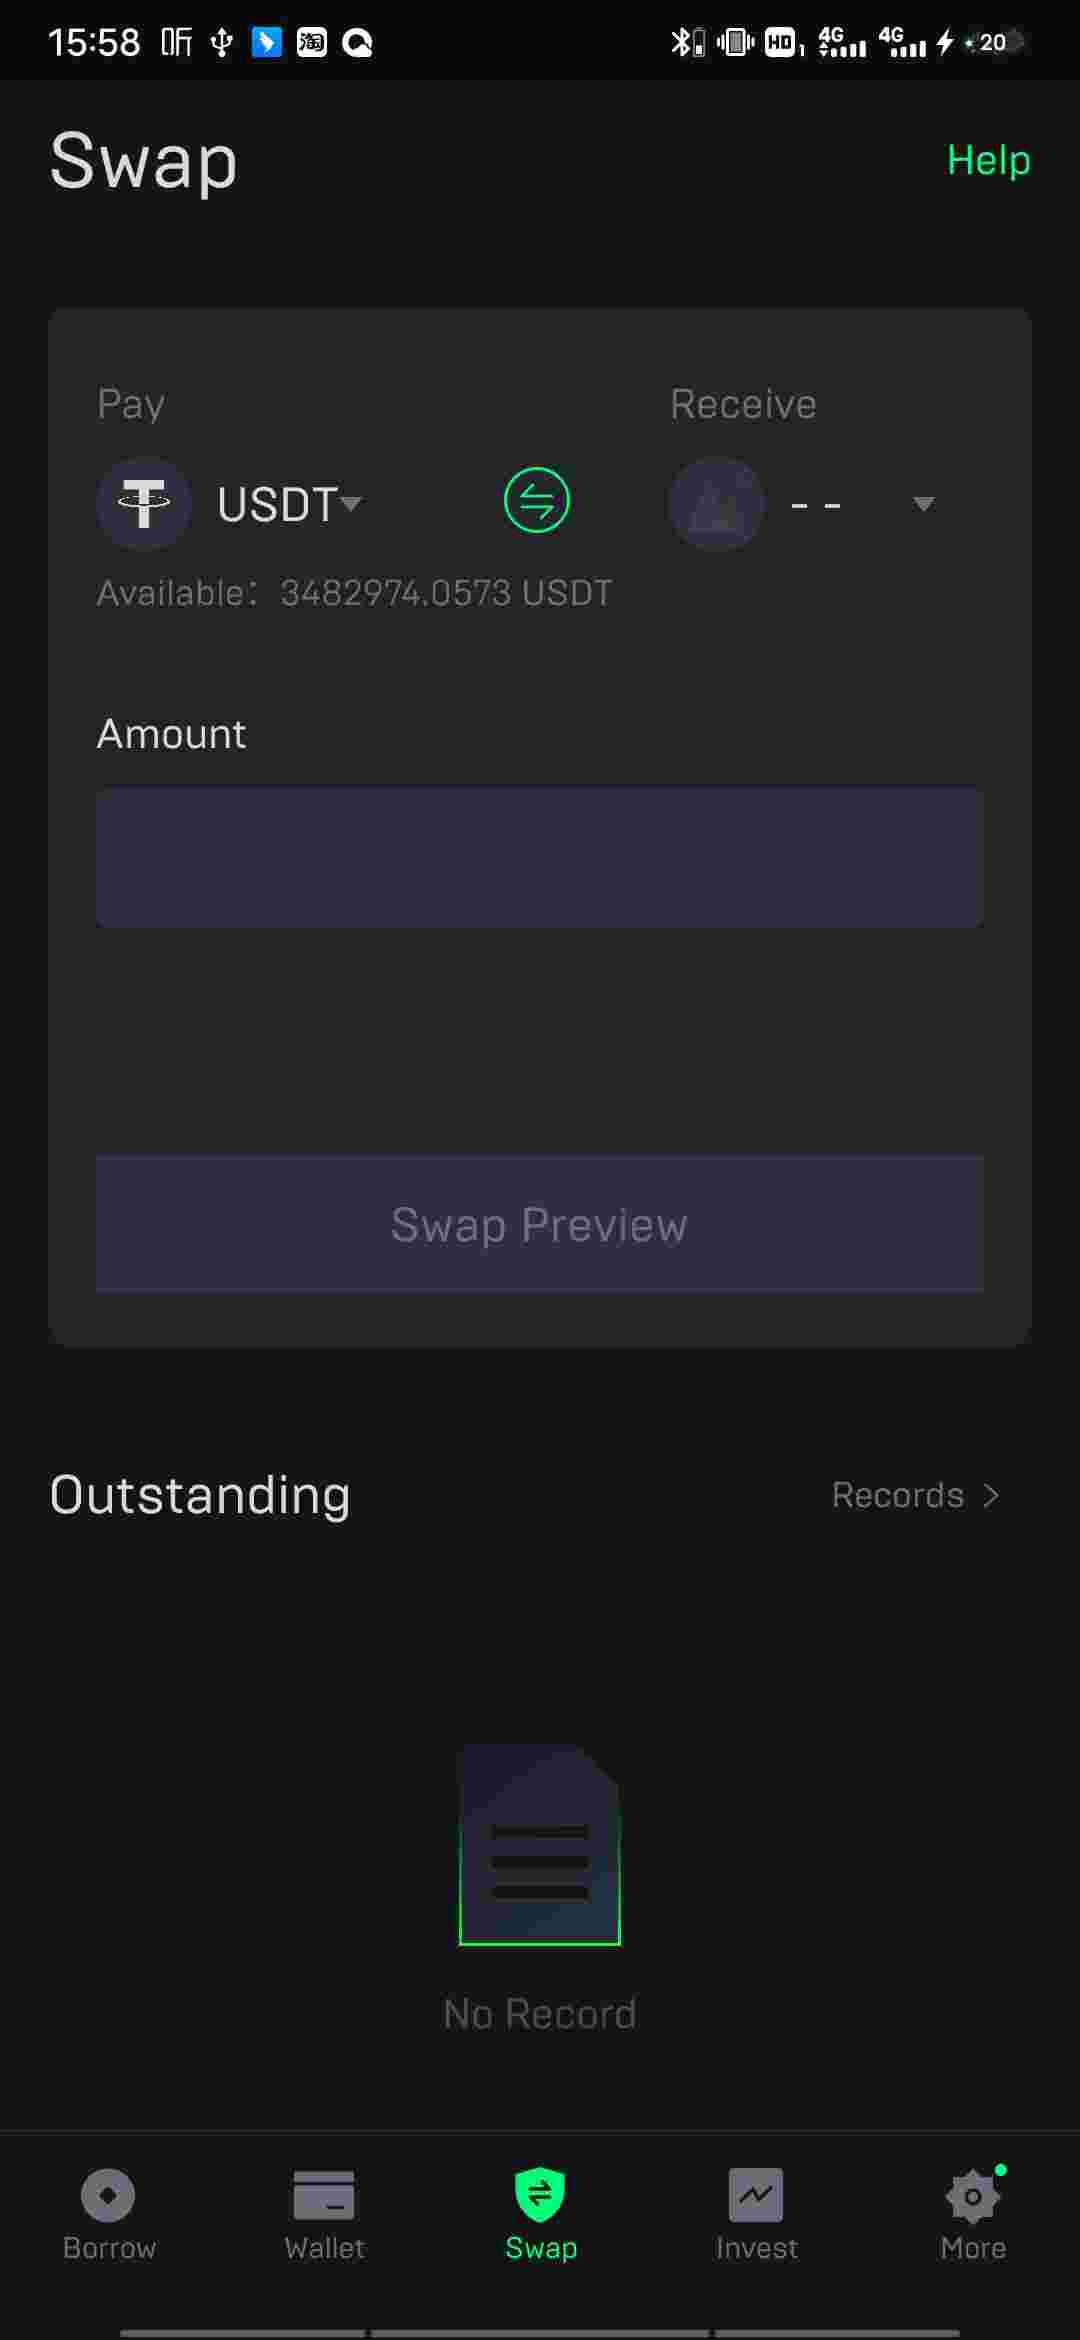 15:58 听 淘 HD 1 4G 4G 20
Swap
Help
Pay
Receive
USDT
- -
Available: 3482974.0573 USDT
Amount
Swap Preview
Outstanding
Records >
No Record
Borrow
Wallet
Swap
Invest
More